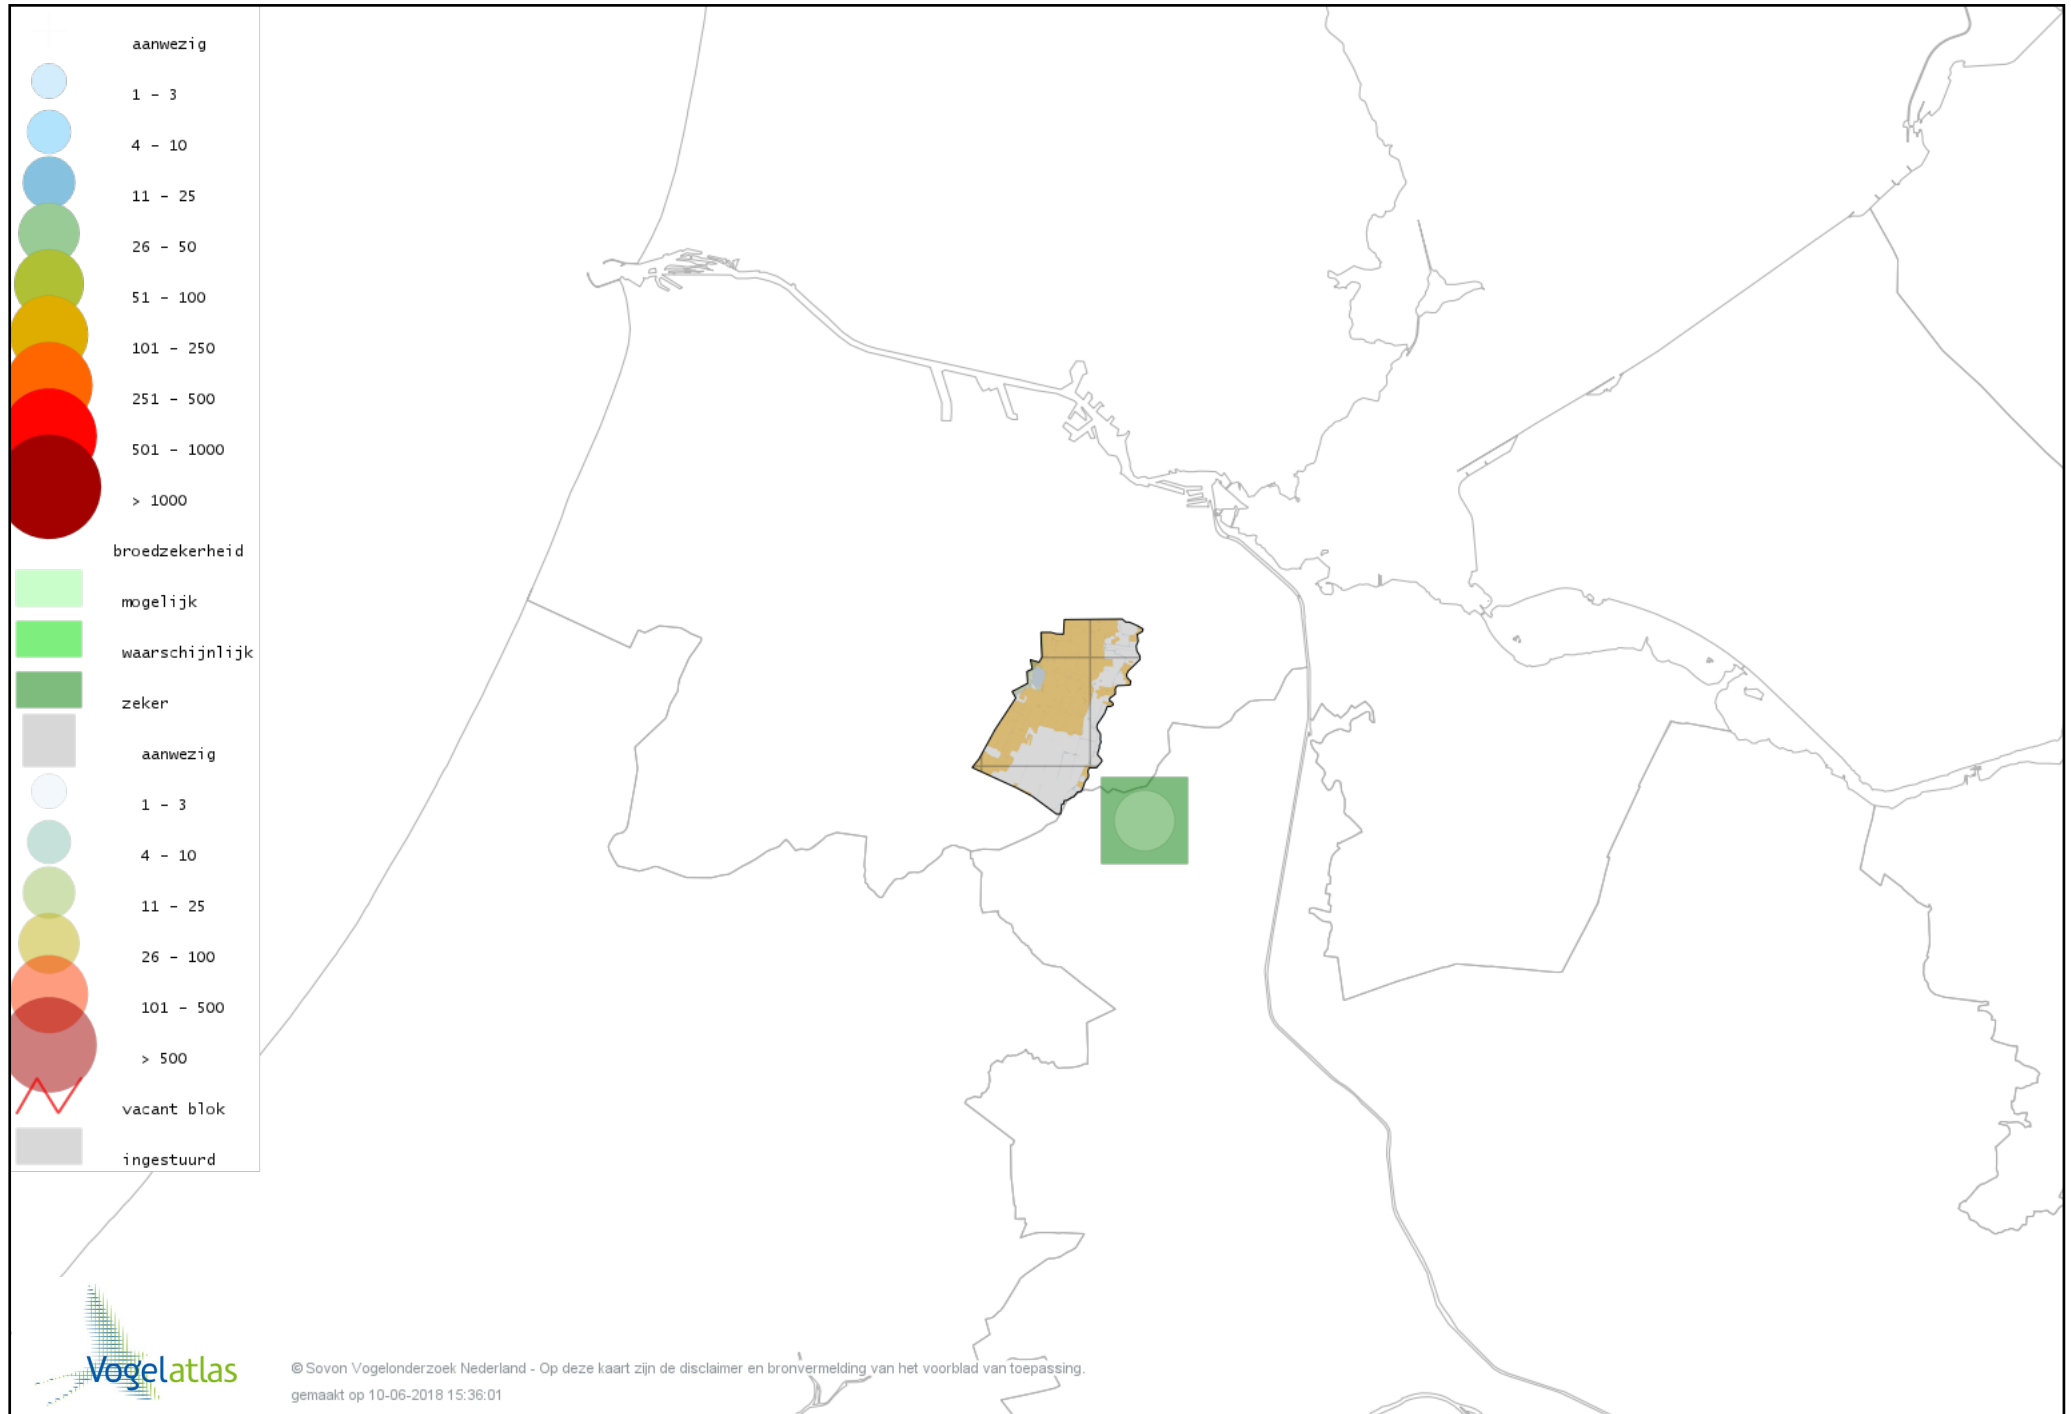 aanwezig
1 - 3
4 - 10
11 - 25
26 - 50
51 - 100
101 - 250
251 - 500
501 - 1000
> 1000
broedzekerheid
mogelijk
waarschijnlijk
zeker
aanwezig
1 - 3
4 - 10
11 - 25
26 - 100
101 - 500
> 500
vacant blok
ingestuurd
Vogelatlas
© Sovon Vogelonderzoek Nederland - Op deze kaart zijn de disclaimer en bronvermelding van het voorblad van toepassing.
gemaakt op 10-06-2018 15:36:01